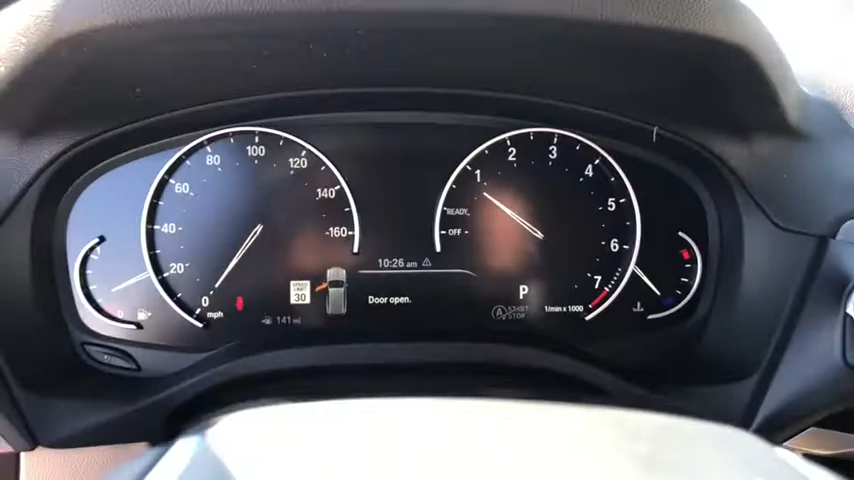 0
20
40
60
80
100
120
140
-160-
mph
SPEED
LIMIT
30
141 mi
10:26 am
Door open.
READY
OFF
1
2
3
4
5
6
7
1/min x 1000
P
A
START
STOP